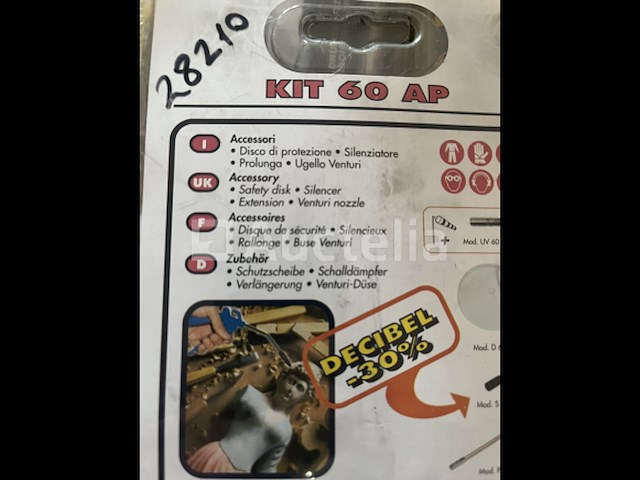 28210
KIT 60 AP
I
Accessori
• Disco di protezione • Silenziatore
• Prolunga • Ugello Venturi
UK
Accessory
• Safety disk • Silencer
• Extension • Venturi nozzle
F
Accessoires
• Disque de sécurité • Silencieux
• Rallonge • Buse Venturi
D
Zubehör
• Schutzscheibe • Schalldämpfer
• Verlängerung • Venturi-Düse
auctelia
+
Mod. UV 60
DECIBEL
-30%
Mod. D 6
Mod. S
Mod.